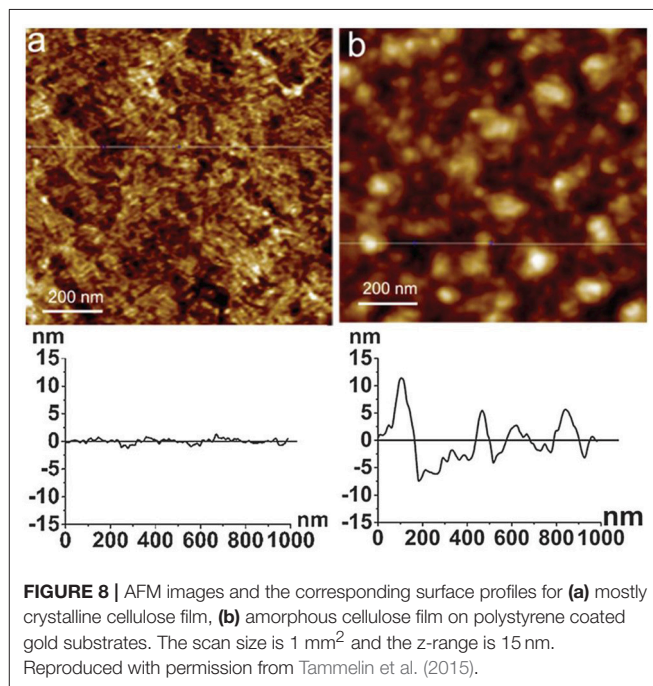 a
b
200 nm
200 nm
nm
15
10
5
0
-5
-10
-15
0 200 400 600 800 1000
nm
nm
15
10
5
0
-5
-10
-15
0 200 400 600 800 1000
nm
FIGURE 8 | AFM images and the corresponding surface profiles for (a) mostly
crystalline cellulose film, (b) amorphous cellulose film on polystyrene coated
gold substrates. The scan size is 1 mm² and the z-range is 15 nm.
Reproduced with permission from Tammelin et al. (2015).